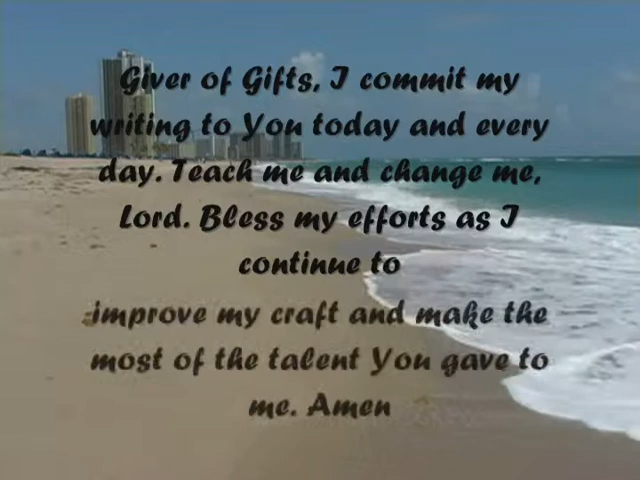 Giver of Gifts, I commit my
writing to You today and every
day. Teach me and change me,
Lord. Bless my efforts as I
continue to
improve my craft and make the
most of the talent You gave to
me. Amen